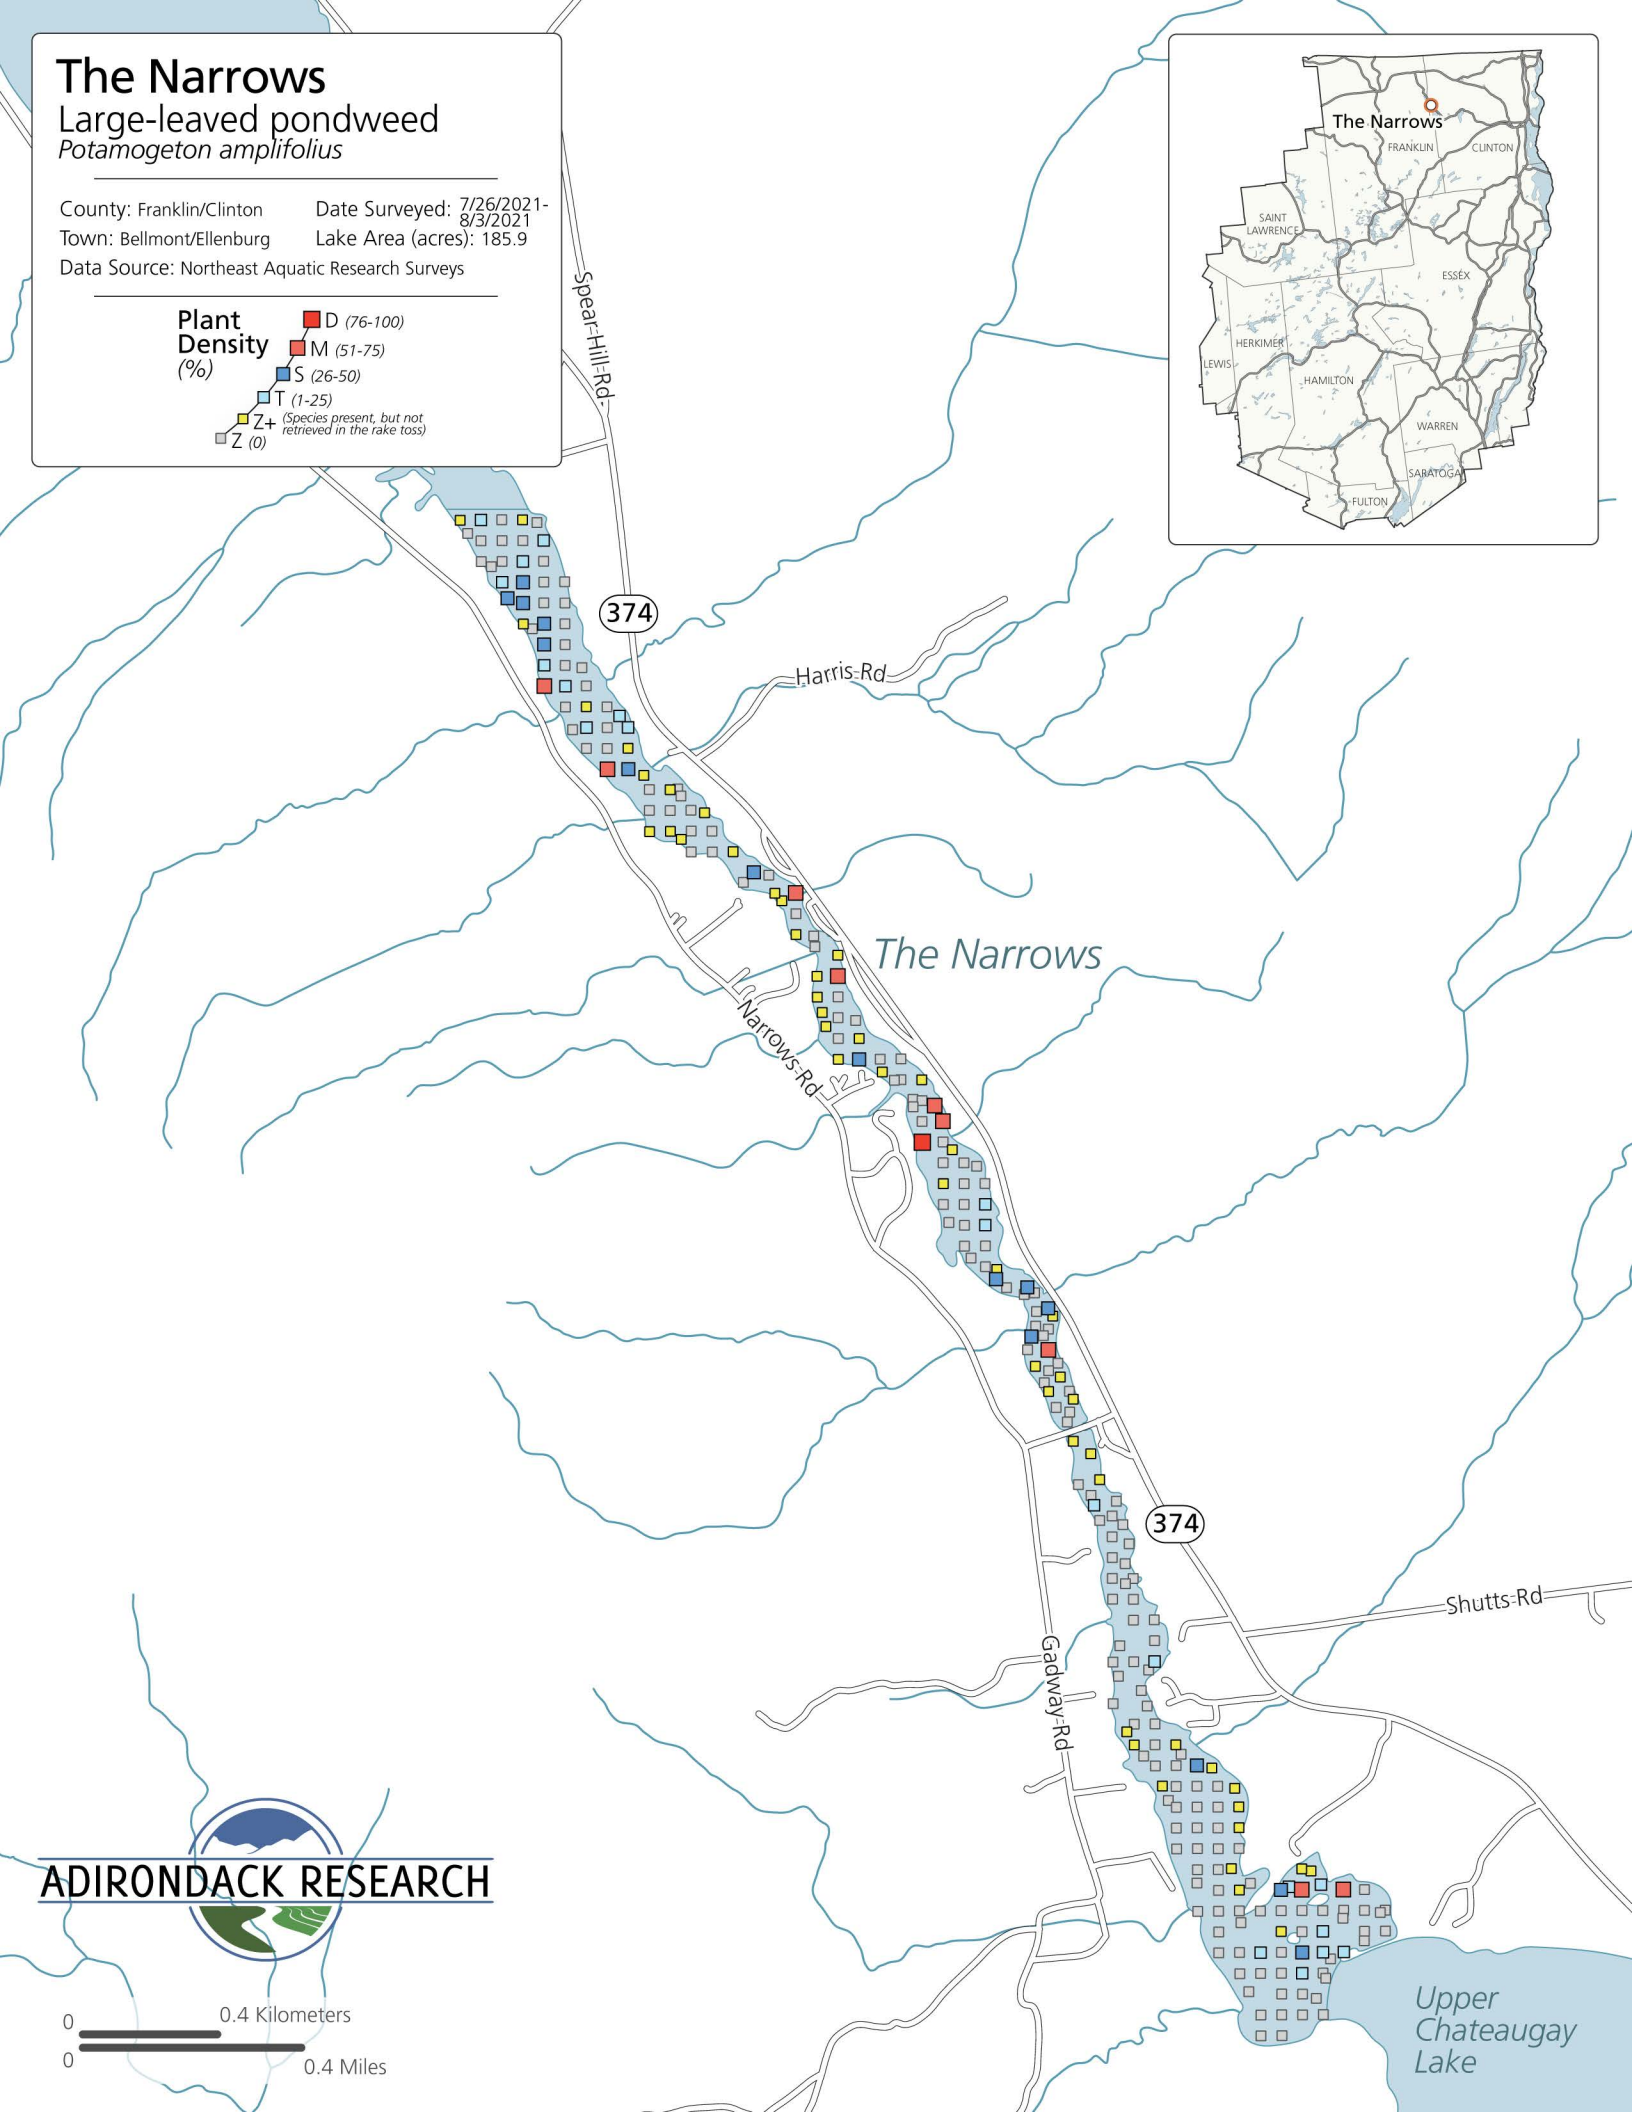 The Narrows
Large-leaved pondweed
Potamogeton amplifolius
County: Franklin/Clinton
Date Surveyed: 7/26/2021-
8/3/2021
Town: Bellmont/Ellenburg
Lake Area (acres): 185.9
Data Source: Northeast Aquatic Research Surveys
Plant
Density
(%)
D (76-100)
M (51-75)
S (26-50)
T (1-25)
Z+ (Species present, but not
retrieved in the rake toss)
Z (0)
The Narrows
FRANKLIN
CLINTON
SAINT
LAWRENCE
ESSEX
HERKIMER
LEWIS
HAMILTON
WARREN
SARATOGA
FULTON
Spear-Hill-Rd-
374
Harris-Rd
The Narrows
Narrows-Rd
374
Shutts-Rd
Gadway-Rd
ADIRONDACK RESEARCH
0
0.4 Kilometers
0
0.4 Miles
Upper
Chateaugay
Lake